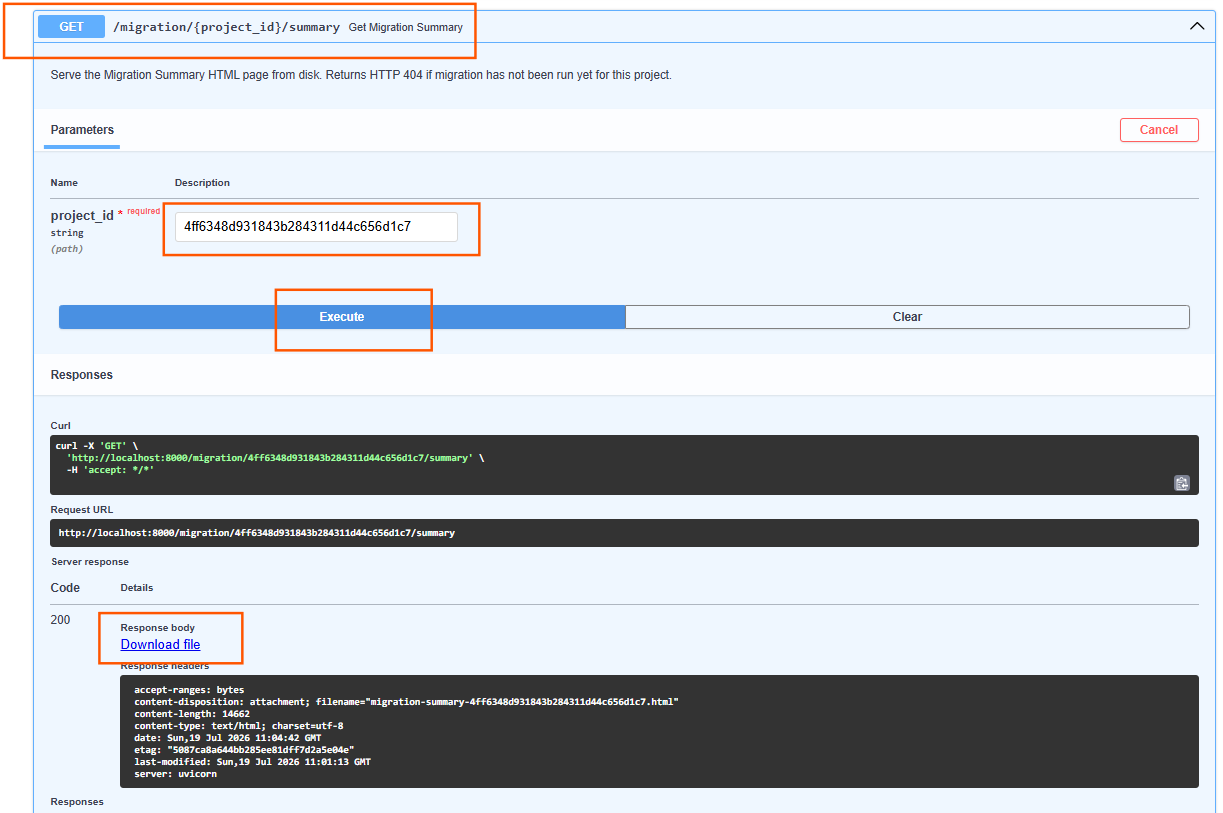 GET /migration/{project_id}/summary Get Migration Summary
Serve the Migration Summary HTML page from disk. Returns HTTP 404 if migration has not been run yet for this project.
Parameters
Cancel
Name Description
project_id * required
string
(path)
4ff6348d931843b284311d44c656d1c7
Execute Clear
Responses
Curl
curl -X 'GET' \
'http://localhost:8000/migration/4ff6348d931843b284311d44c656d1c7/summary' \
-H 'accept: */*'
Request URL
http://localhost:8000/migration/4ff6348d931843b284311d44c656d1c7/summary
Server response
Code Details
200
Response body
Download file
Response headers
accept-ranges: bytes
content-disposition: attachment; filename="migration-summary-4ff6348d931843b284311d44c656d1c7.html"
content-length: 14662
content-type: text/html; charset=utf-8
date: Sun,19 Jul 2026 11:04:42 GMT
etag: "5087ca8a644bb285ee81dff7d2a5e04e"
last-modified: Sun,19 Jul 2026 11:01:13 GMT
server: uvicorn
Responses